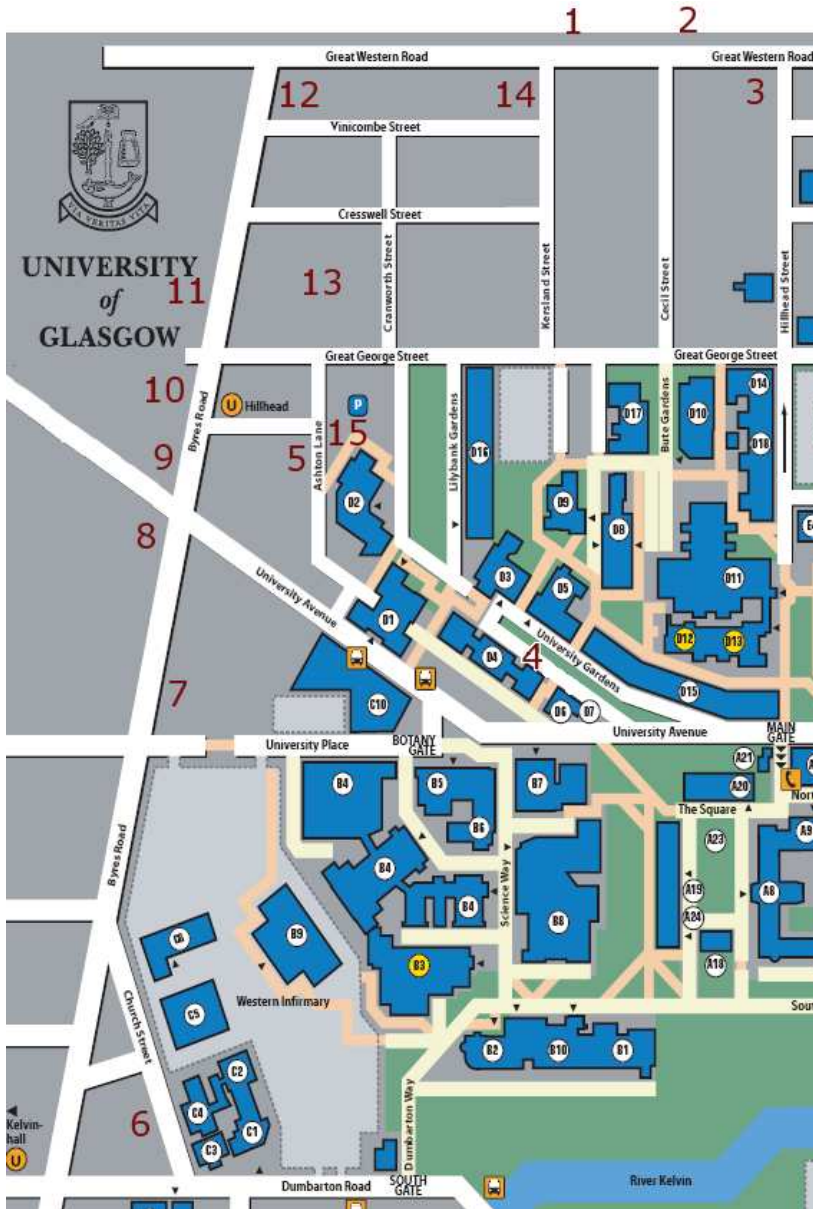 1
2
Great Western Road
Great Western Road
12
14
3
Vinicombe Street
VIA VERITAS VITA
Cresswell Street
UNIVERSITY
of
GLASGOW
11
13
Cranworth Street
Kersland Street
Cecil Street
Hillhead Street
Great George Street
Great George Street
10
U Hillhead
P
15
Byres Road
9
5
Ashton Lane
Lilybank Gardens
D16
D17
Bute Gardens
D10
D14
D18
D2
D9
D8
8
University Avenue
D3
D5
D11
D1
D4
4
University Gardens
D12
D13
D15
7
C10
D6
D7
University Avenue
MAIN
GATE
University Place
BOTANY
GATE
B4
B5
B6
B7
A21
A20
The Square
A23
A9
Byres Road
B4
B4
Science Way
B8
A19
A24
A8
A18
B9
B3
Western Infirmary
C5
Church Street
B2
B10
B1
C2
C4
C1
C3
6
Kelvin-
hall
U
Dumbarton Way
Dumbarton Road
SOUTH
GATE
River Kelvin